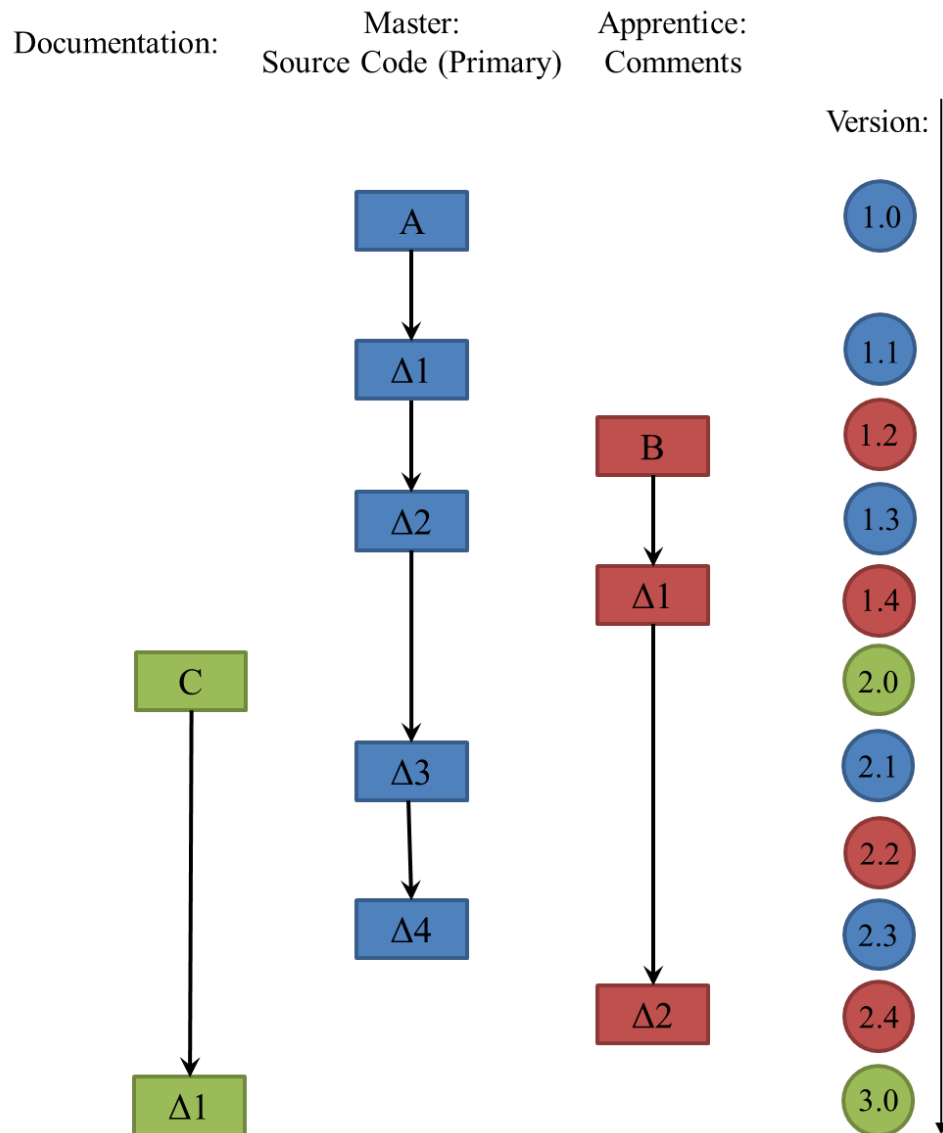 Documentation:
Master:
Source Code (Primary)
Apprentice:
Comments
Version:
A
1.0
Δ1
1.1
B
1.2
Δ2
1.3
Δ1
1.4
C
2.0
Δ3
2.1
2.2
Δ4
2.3
Δ2
2.4
Δ1
3.0